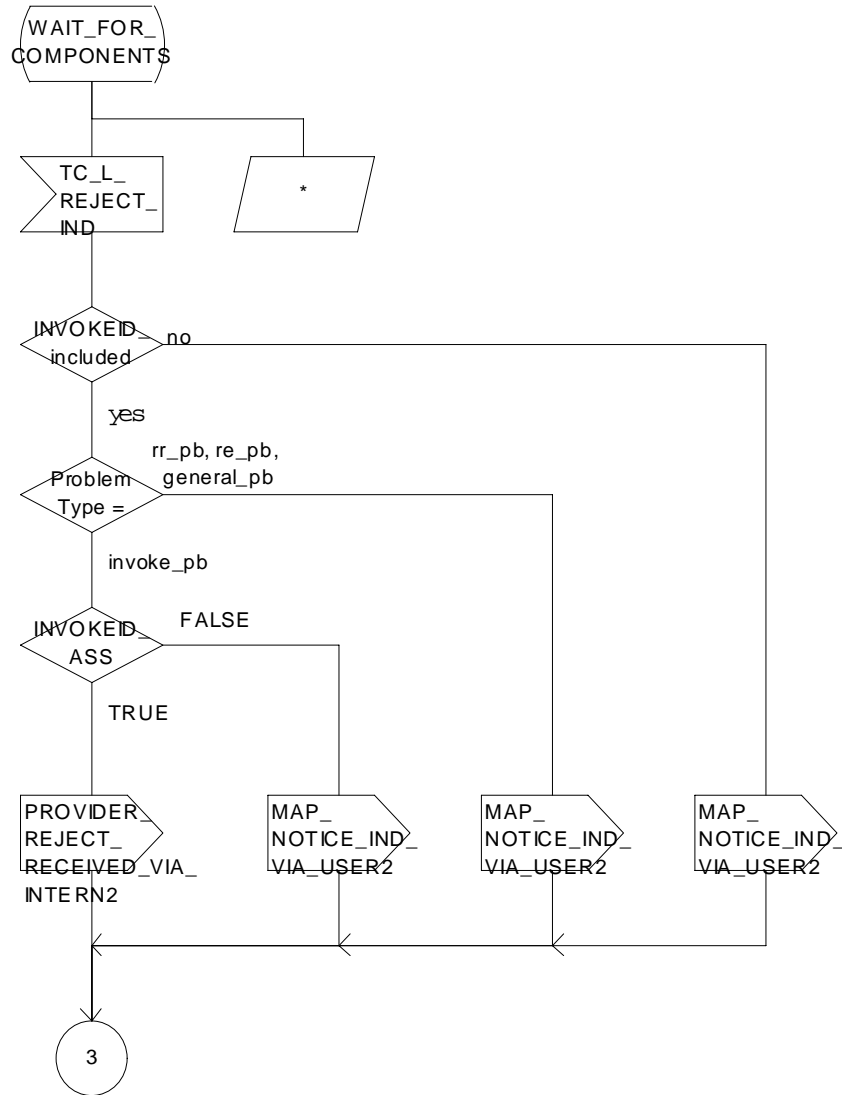 WAIT_FOR_
COMPONENTS
TC_L_
REJECT_
IND
*
INVOKEID_
included
no
yes
rr_pb, re_pb,
general_pb
Problem
Type =
invoke_pb
INVOKEID_
ASS
FALSE
TRUE
PROVIDER_
REJECT_
RECEIVED_VIA_
INTERN2
MAP_
NOTICE_IND_
VIA_USER2
MAP_
NOTICE_IND_
VIA_USER2
MAP_
NOTICE_IND_
VIA_USER2
3